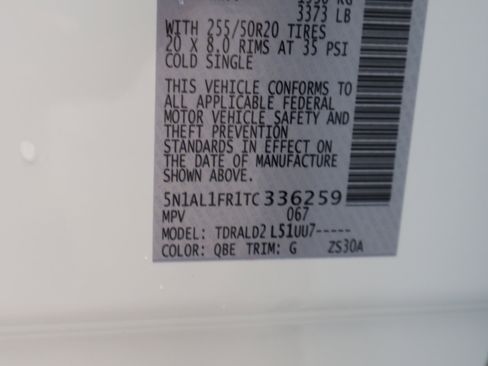 3373 LB
WITH 255/50R20 TIRES
20 X 8.0 RIMS AT 35 PSI
COLD SINGLE
THIS VEHICLE CONFORMS TO
ALL APPLICABLE FEDERAL
MOTOR VEHICLE SAFETY AND
THEFT PREVENTION
STANDARDS IN EFFECT ON
THE DATE OF MANUFACTURE
SHOWN ABOVE.
5N1AL1FR1TC336259
MPV 067
MODEL: TDRALD2 L51UU7-----
COLOR: QBE TRIM: G ZS30A